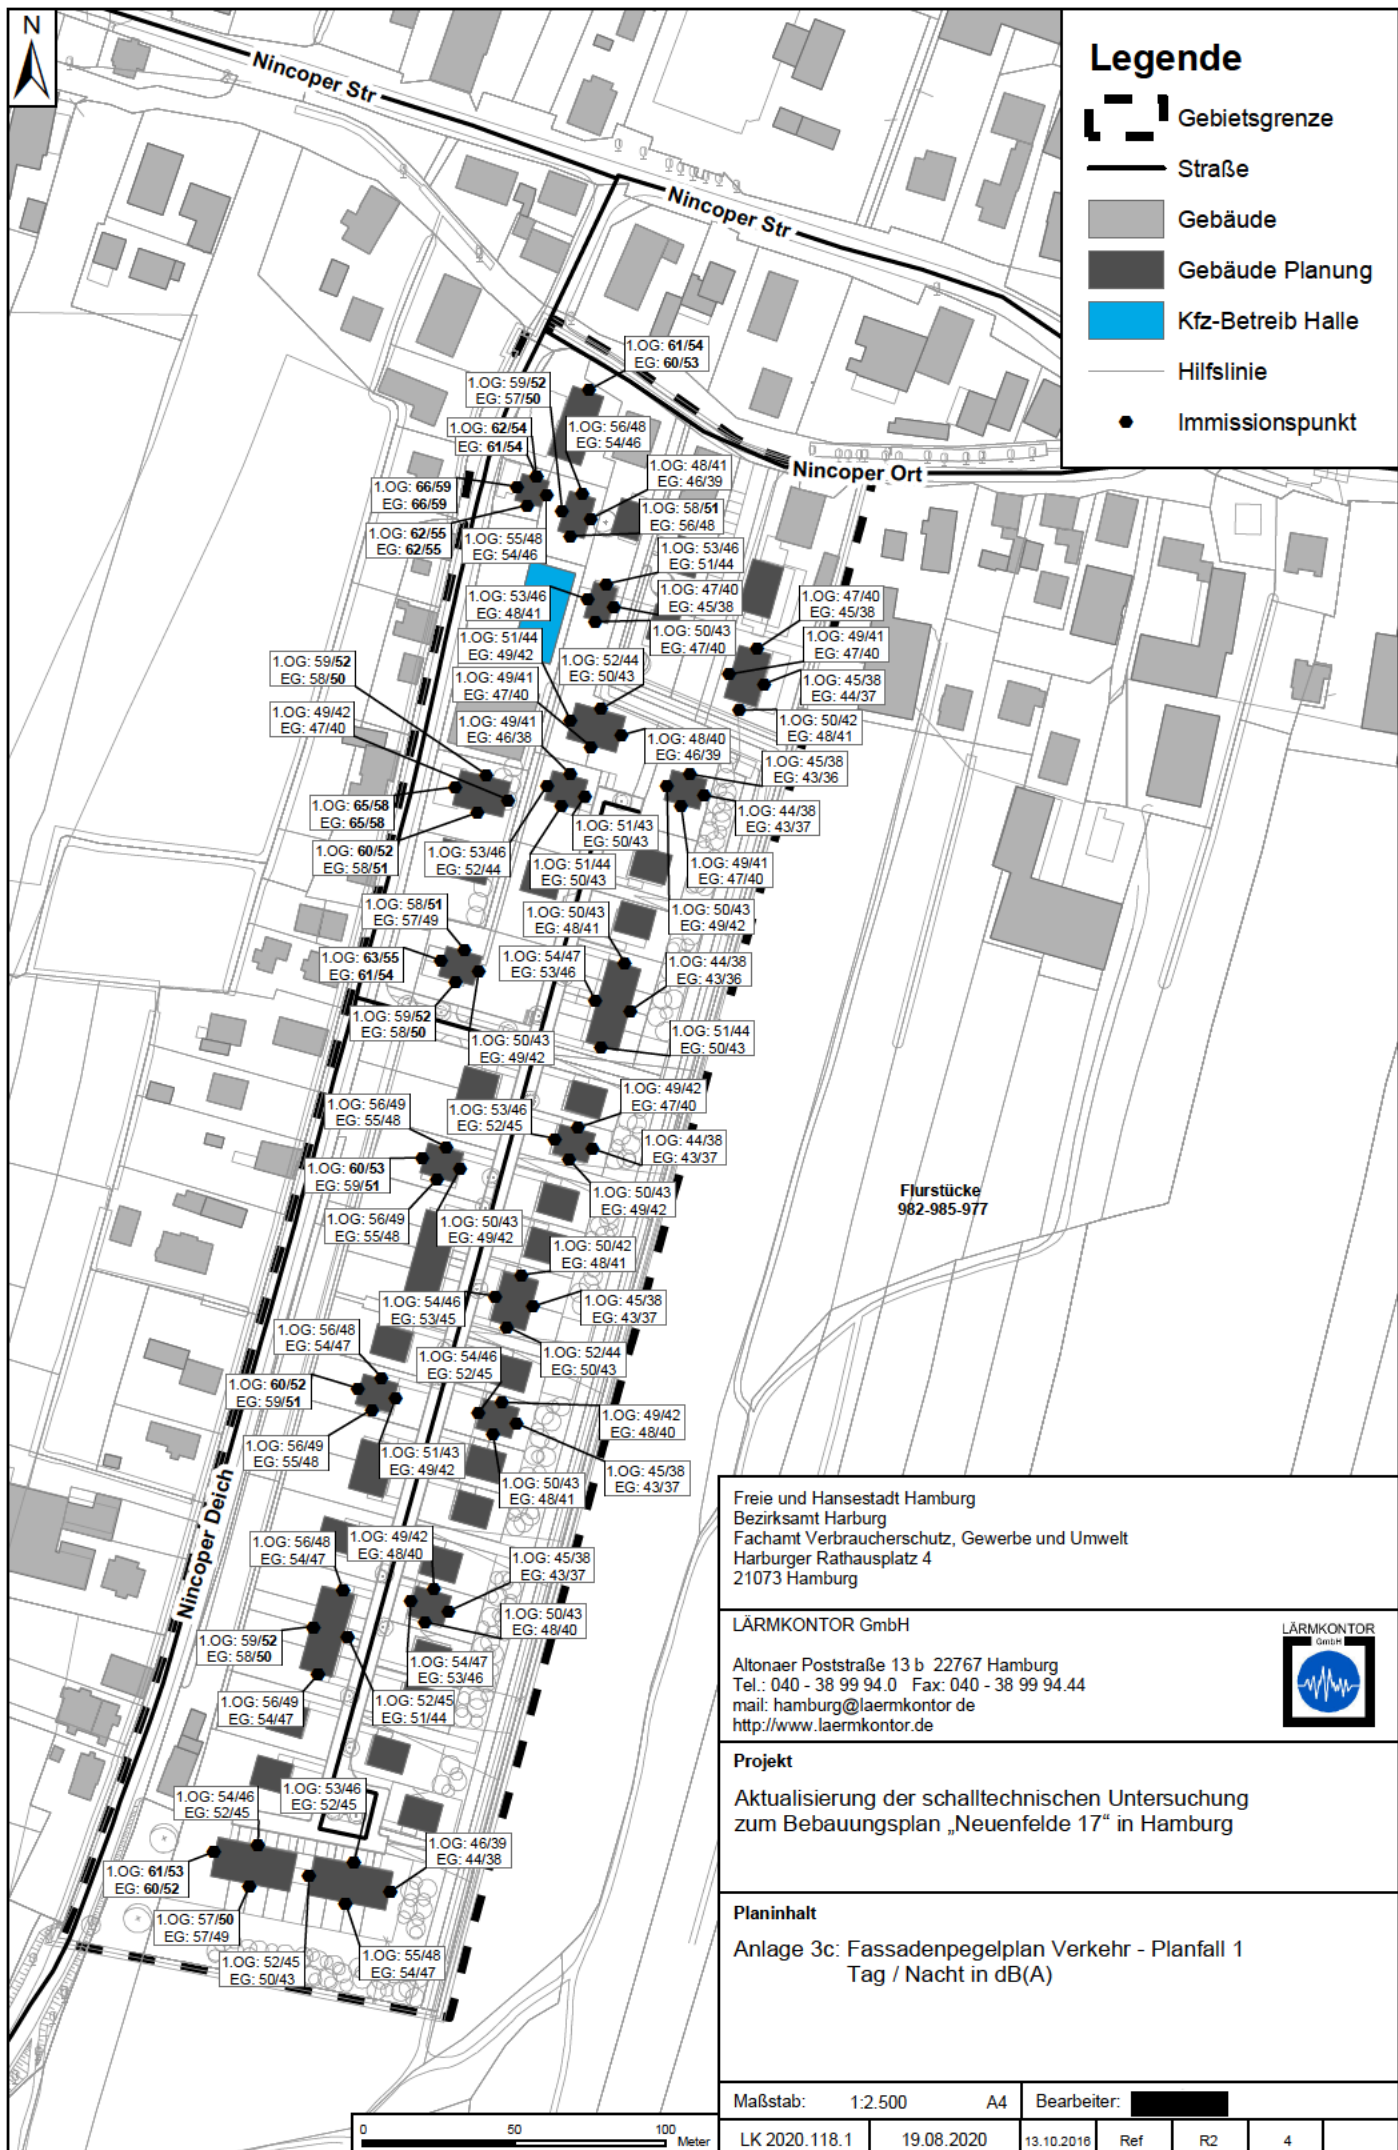 N
Nincoper Str
Nincoper Str
Nincoper Ort
Nincoper Deich
Legende
Gebietsgrenze
Straße
Gebäude
Gebäude Planung
Kfz-Betreib Halle
Hilfslinie
Immissionspunkt
1.OG: 61/54
EG: 60/53
1.OG: 59/52
EG: 57/50
1.OG: 62/54
EG: 61/54
1.OG: 56/48
EG: 54/46
1.OG: 48/41
EG: 46/39
1.OG: 66/59
EG: 66/59
1.OG: 58/51
EG: 56/48
1.OG: 62/55
EG: 62/55
1.OG: 55/48
EG: 54/46
1.OG: 53/46
EG: 51/44
1.OG: 53/46
EG: 48/41
1.OG: 47/40
EG: 45/38
1.OG: 47/40
EG: 45/38
1.OG: 50/43
EG: 47/40
1.OG: 49/41
EG: 47/40
1.OG: 51/44
EG: 49/42
1.OG: 52/44
EG: 50/43
1.OG: 59/52
EG: 58/50
1.OG: 49/41
EG: 47/40
1.OG: 45/38
EG: 44/37
1.OG: 49/42
EG: 47/40
1.OG: 49/41
EG: 46/38
1.OG: 50/42
EG: 48/41
1.OG: 48/40
EG: 46/39
1.OG: 45/38
EG: 43/36
1.OG: 65/58
EG: 65/58
1.OG: 44/38
EG: 43/37
1.OG: 51/43
EG: 50/43
1.OG: 60/52
EG: 58/51
1.OG: 53/46
EG: 52/44
1.OG: 51/44
EG: 50/43
1.OG: 49/41
EG: 47/40
1.OG: 58/51
EG: 57/49
1.OG: 50/43
EG: 48/41
1.OG: 50/43
EG: 49/42
1.OG: 63/55
EG: 61/54
1.OG: 54/47
EG: 53/46
1.OG: 44/38
EG: 43/36
1.OG: 59/52
EG: 58/50
1.OG: 50/43
EG: 49/42
1.OG: 51/44
EG: 50/43
1.OG: 56/49
EG: 55/48
1.OG: 53/46
EG: 52/45
1.OG: 49/42
EG: 47/40
1.OG: 44/38
EG: 43/37
1.OG: 60/53
EG: 59/51
1.OG: 56/49
EG: 55/48
1.OG: 50/43
EG: 49/42
1.OG: 50/43
EG: 49/42
Flurstücke
982-985-977
1.OG: 50/42
EG: 48/41
1.OG: 54/46
EG: 53/45
1.OG: 45/38
EG: 43/37
1.OG: 56/48
EG: 54/47
1.OG: 54/46
EG: 52/45
1.OG: 52/44
EG: 50/43
1.OG: 60/52
EG: 59/51
1.OG: 49/42
EG: 48/40
1.OG: 56/49
EG: 55/48
1.OG: 51/43
EG: 49/42
1.OG: 50/43
EG: 48/41
1.OG: 45/38
EG: 43/37
1.OG: 56/48
EG: 54/47
1.OG: 49/42
EG: 48/40
1.OG: 45/38
EG: 43/37
1.OG: 50/43
EG: 48/40
1.OG: 59/52
EG: 58/50
1.OG: 54/47
EG: 53/46
1.OG: 56/49
EG: 54/47
1.OG: 52/45
EG: 51/44
1.OG: 54/46
EG: 52/45
1.OG: 53/46
EG: 52/45
1.OG: 46/39
EG: 44/38
1.OG: 61/53
EG: 60/52
1.OG: 57/50
EG: 57/49
1.OG: 52/45
EG: 50/43
1.OG: 55/48
EG: 54/47
0 50 100
Meter
Freie und Hansestadt Hamburg
Bezirksamt Harburg
Fachamt Verbraucherschutz, Gewerbe und Umwelt
Harburger Rathausplatz 4
21073 Hamburg
LÄRMKONTOR GmbH
Altonaer Poststraße 13 b 22767 Hamburg
Tel.: 040 - 38 99 94.0 Fax: 040 - 38 99 94.44
mail: hamburg@laermkontor de
http://www.laermkontor.de
LÄRMKONTOR
GmbH
Projekt
Aktualisierung der schalltechnischen Untersuchung
zum Bebauungsplan „Neuenfelde 17“ in Hamburg
Planinhalt
Anlage 3c: Fassadenpegelplan Verkehr - Planfall 1
Tag / Nacht in dB(A)
Maßstab: 1:2.500 A4 Bearbeiter:
LK 2020.118.1 19.08.2020 13.10.2016 Ref R2 4